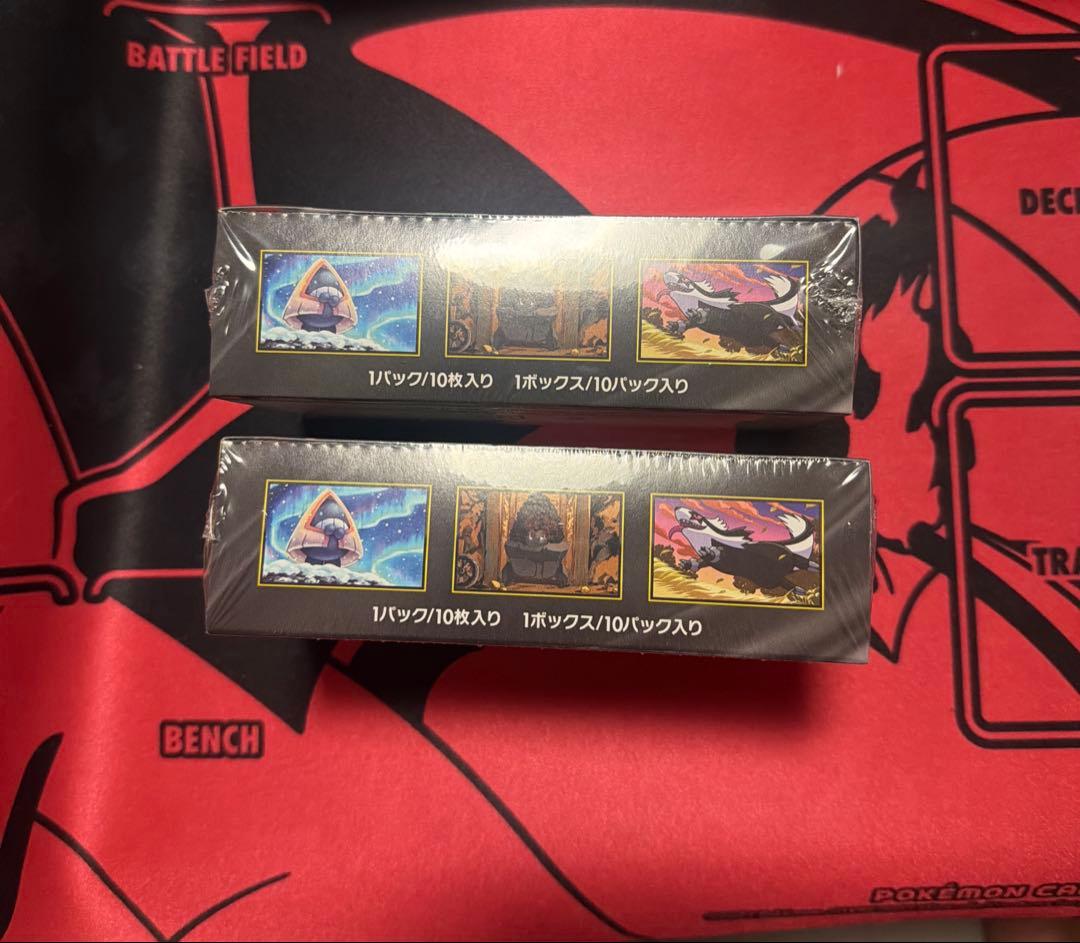 BATTLE FIELD
DEC
1パック/10枚入り 1ボックス/10パック入り
1パック/10枚入り 1ボックス/10パック入り
TRA
BENCH
POKÉMON CA